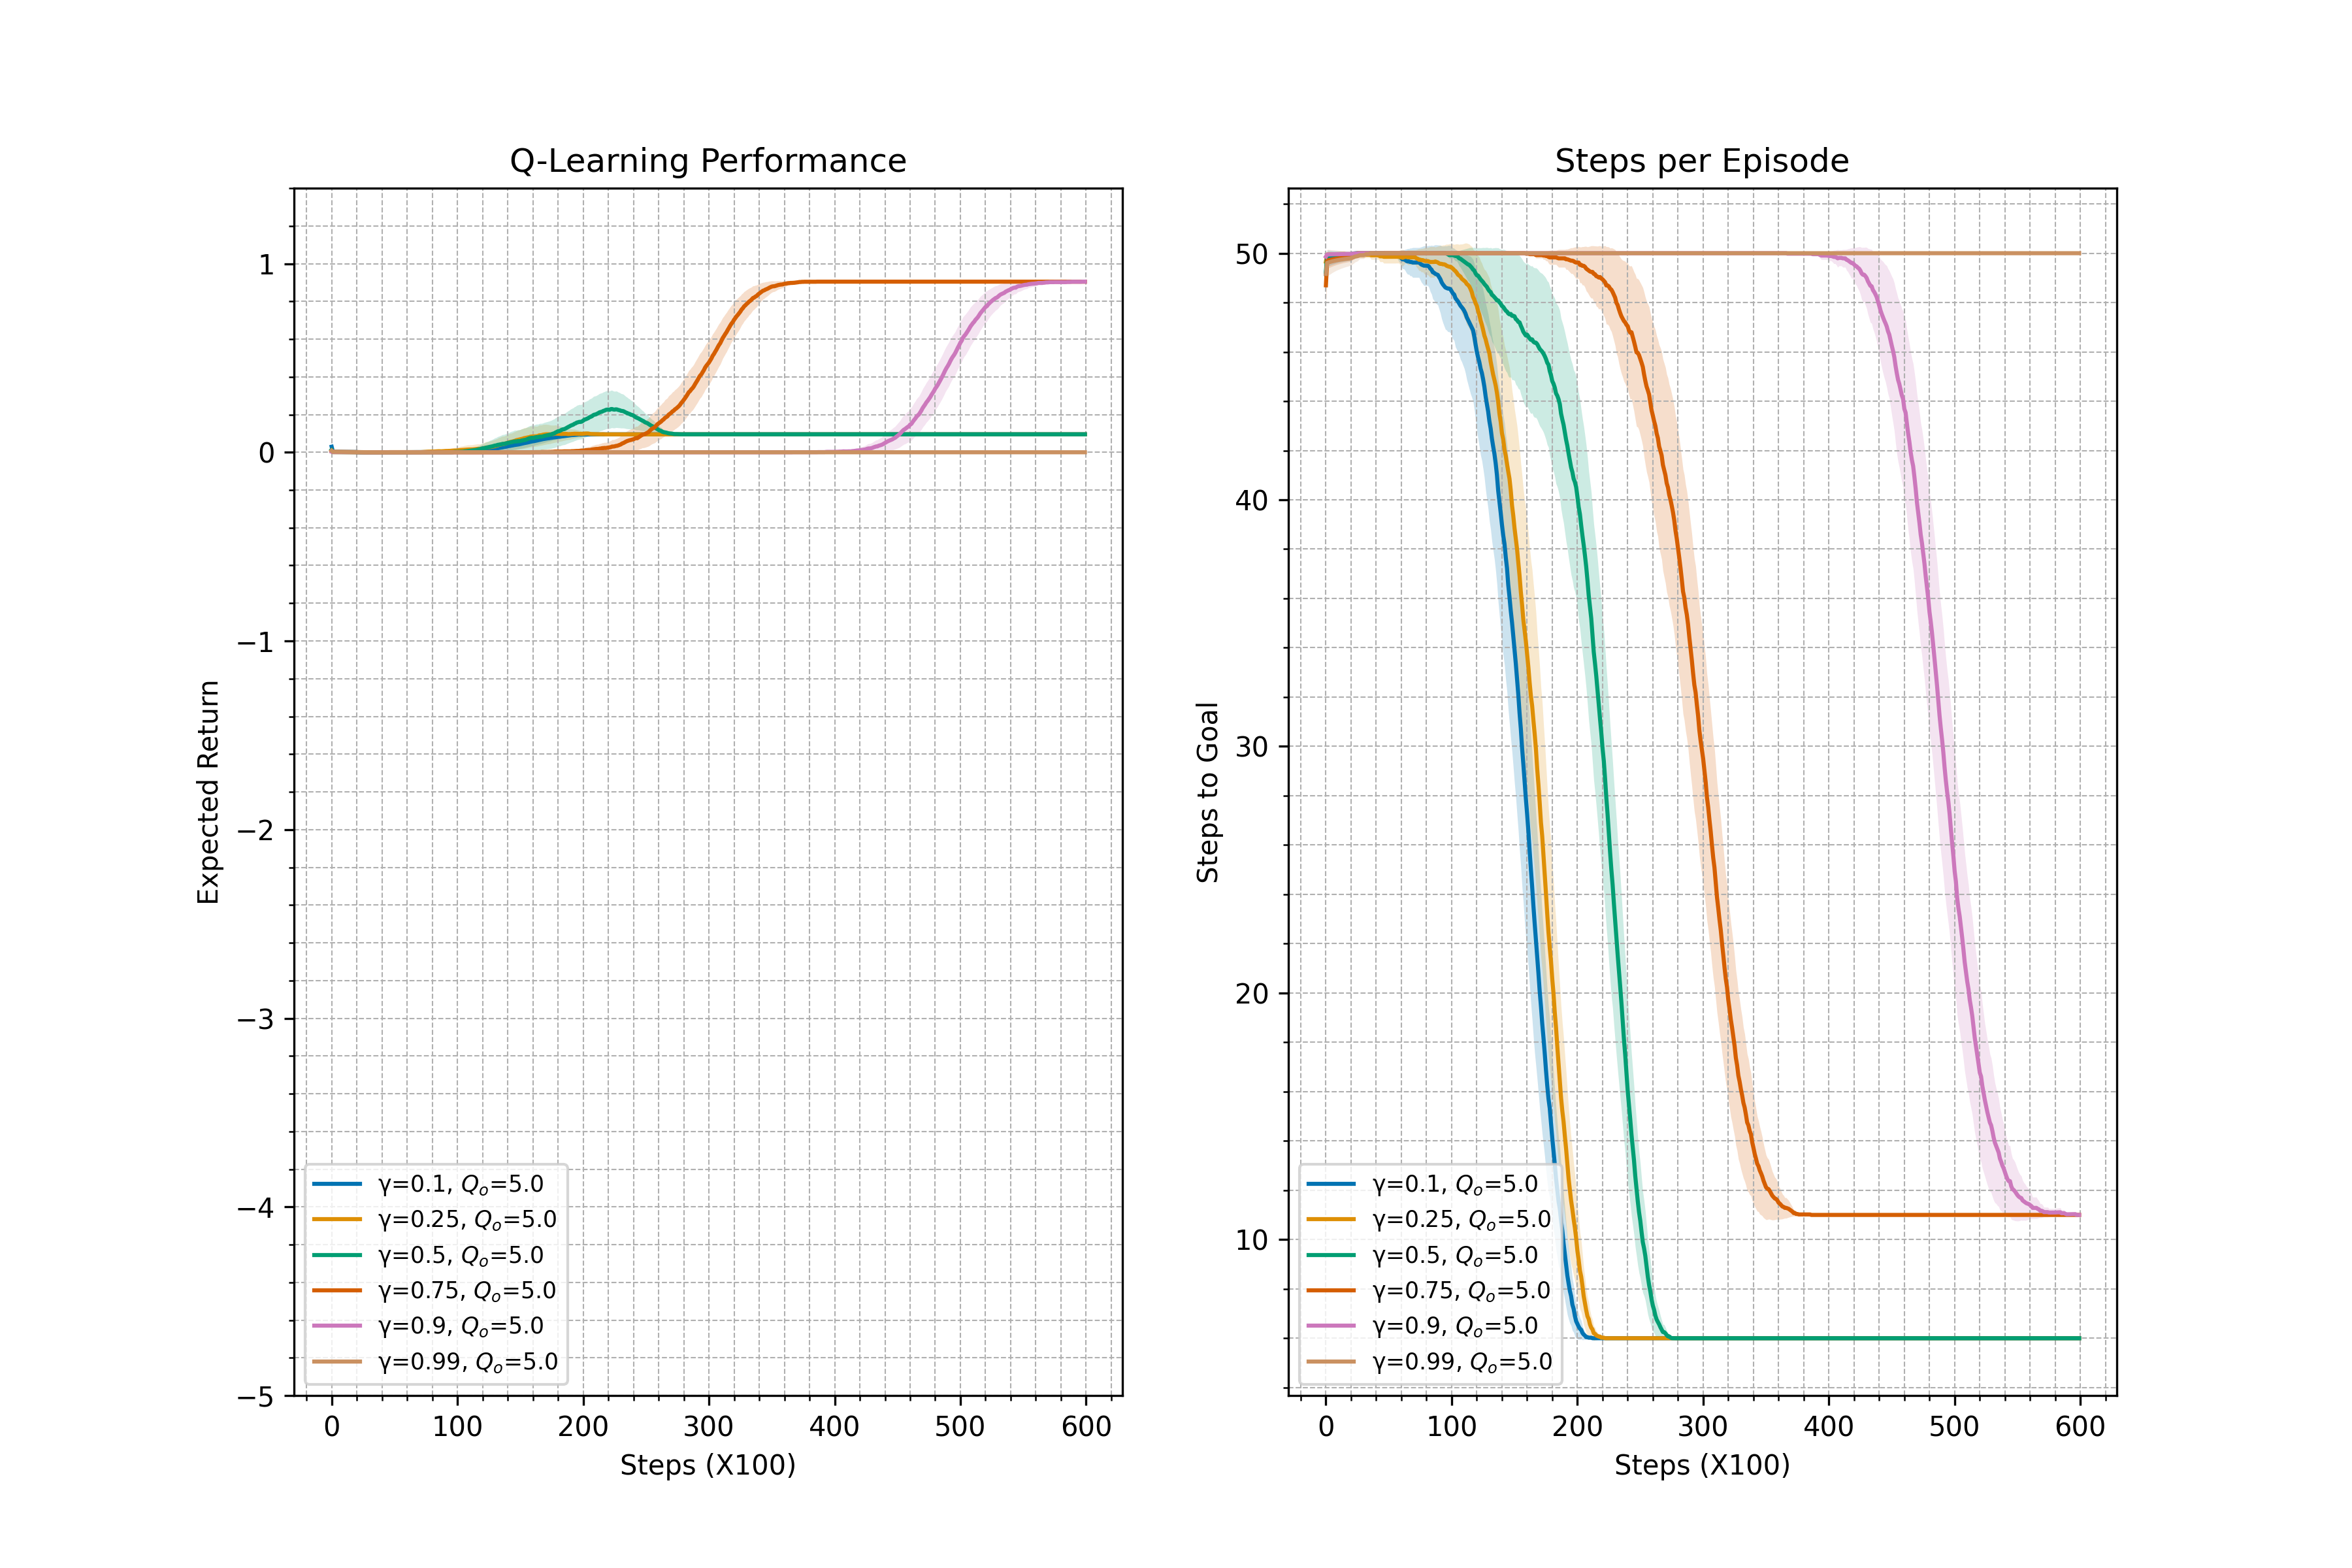 Q-Learning Performance
Expected Return
1
0
−1
−2
−3
−4
−5
0 100 200 300 400 500 600
Steps (X100)
γ=0.1, Qₒ=5.0
γ=0.25, Qₒ=5.0
γ=0.5, Qₒ=5.0
γ=0.75, Qₒ=5.0
γ=0.9, Qₒ=5.0
γ=0.99, Qₒ=5.0
Steps per Episode
Steps to Goal
50
40
30
20
10
0 100 200 300 400 500 600
Steps (X100)
γ=0.1, Qₒ=5.0
γ=0.25, Qₒ=5.0
γ=0.5, Qₒ=5.0
γ=0.75, Qₒ=5.0
γ=0.9, Qₒ=5.0
γ=0.99, Qₒ=5.0